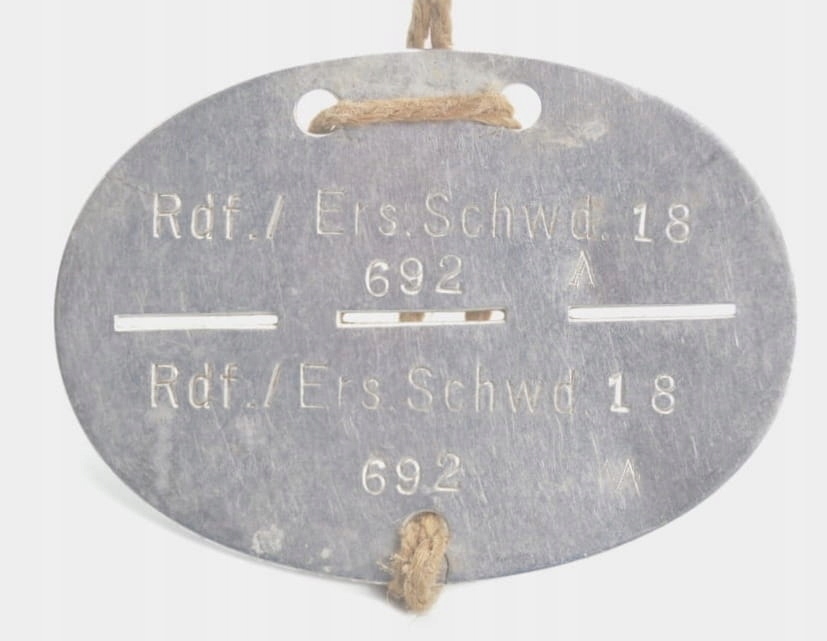 Rdf./ Ers.Schwd. 18
692 A
Rdf./Ers.Schwd. 18
692 A